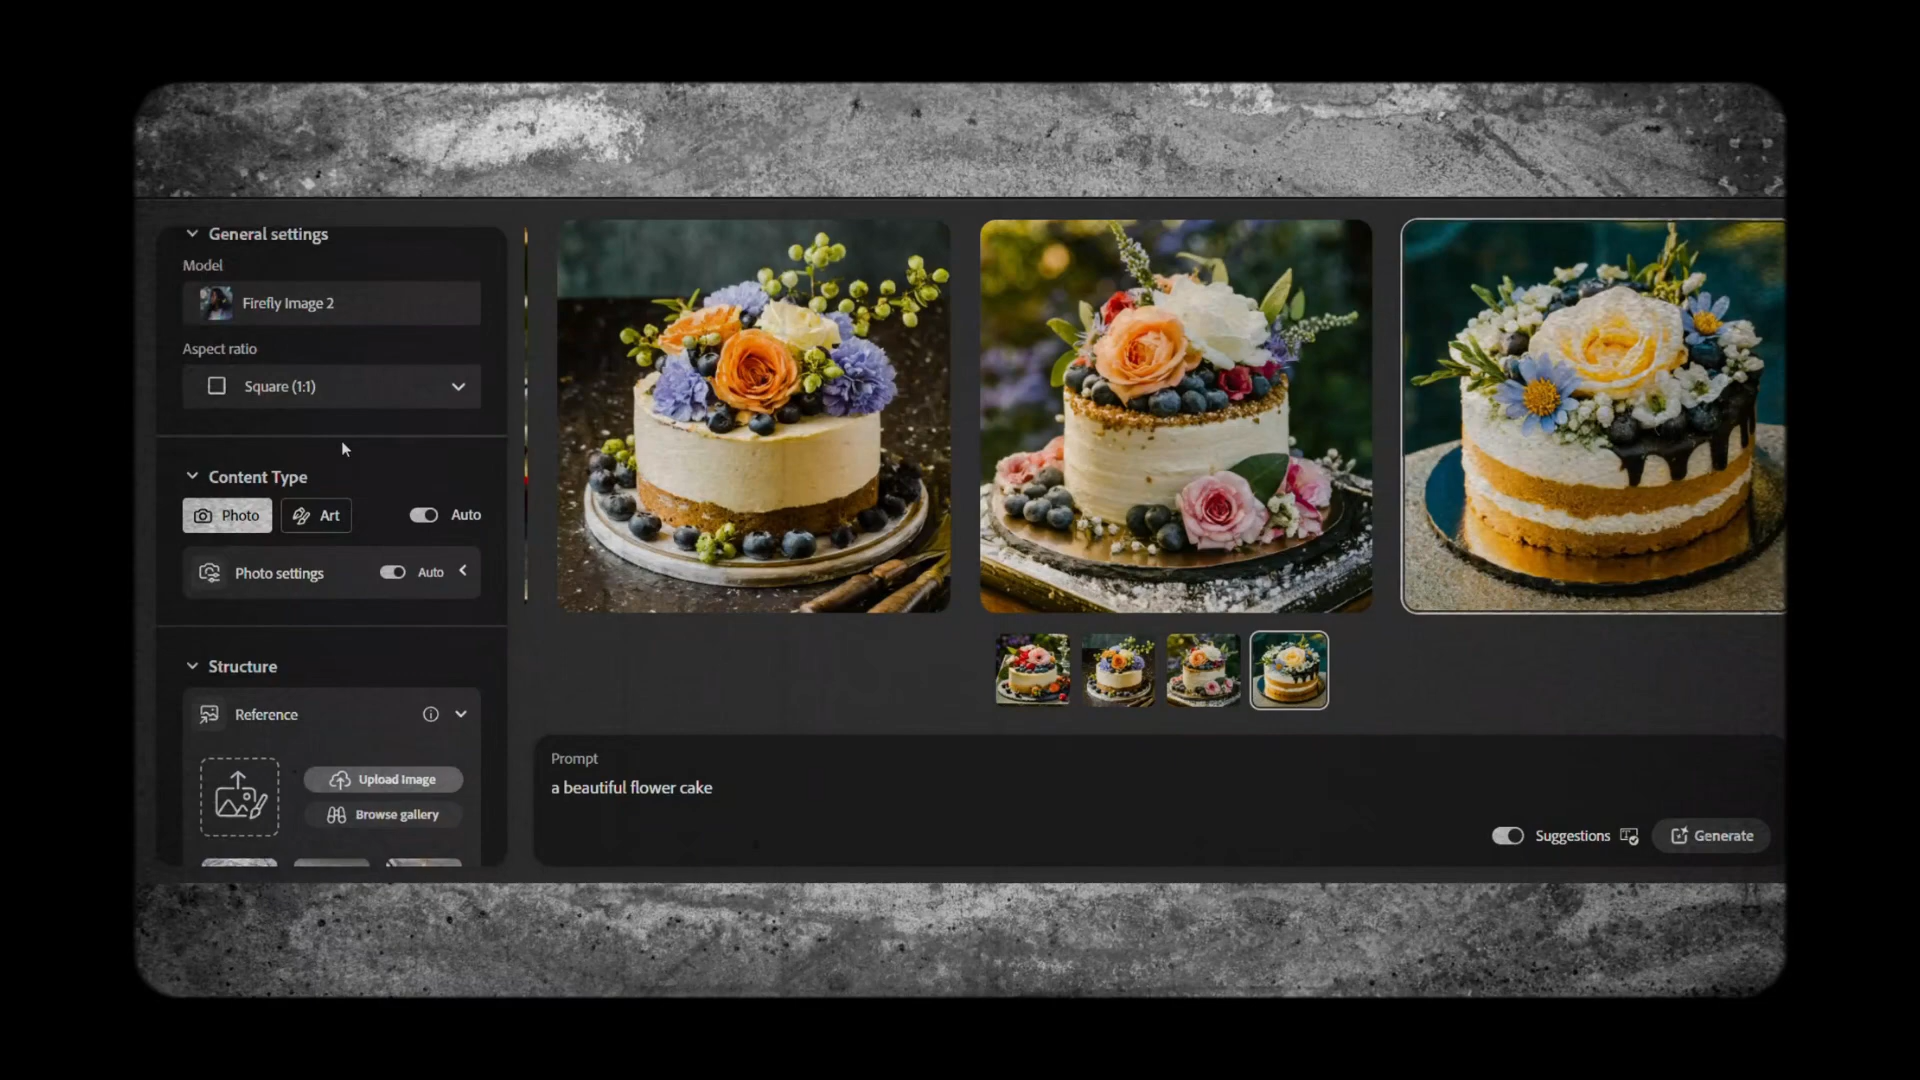 General settings
Model
Firefly Image 2
Aspect ratio
Square (1:1)
Content Type
Photo
Art
Auto
Photo settings
Auto
Structure
Reference
Upload Image
Browse gallery
Prompt
a beautiful flower cake
Suggestions
Generate